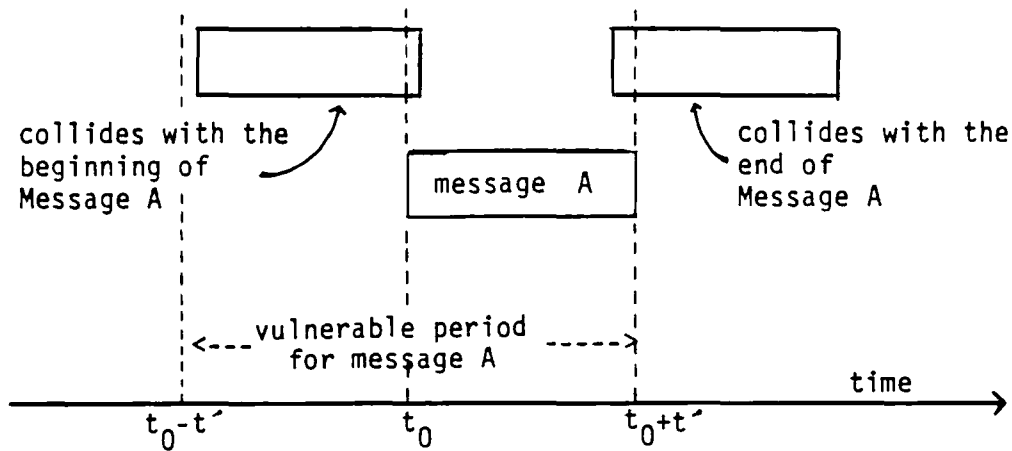 collides with the
beginning of
Message A
collides with the
end of
Message A
message A
vulnerable period
for message A
time
t₀-t´
t₀
t₀+t´